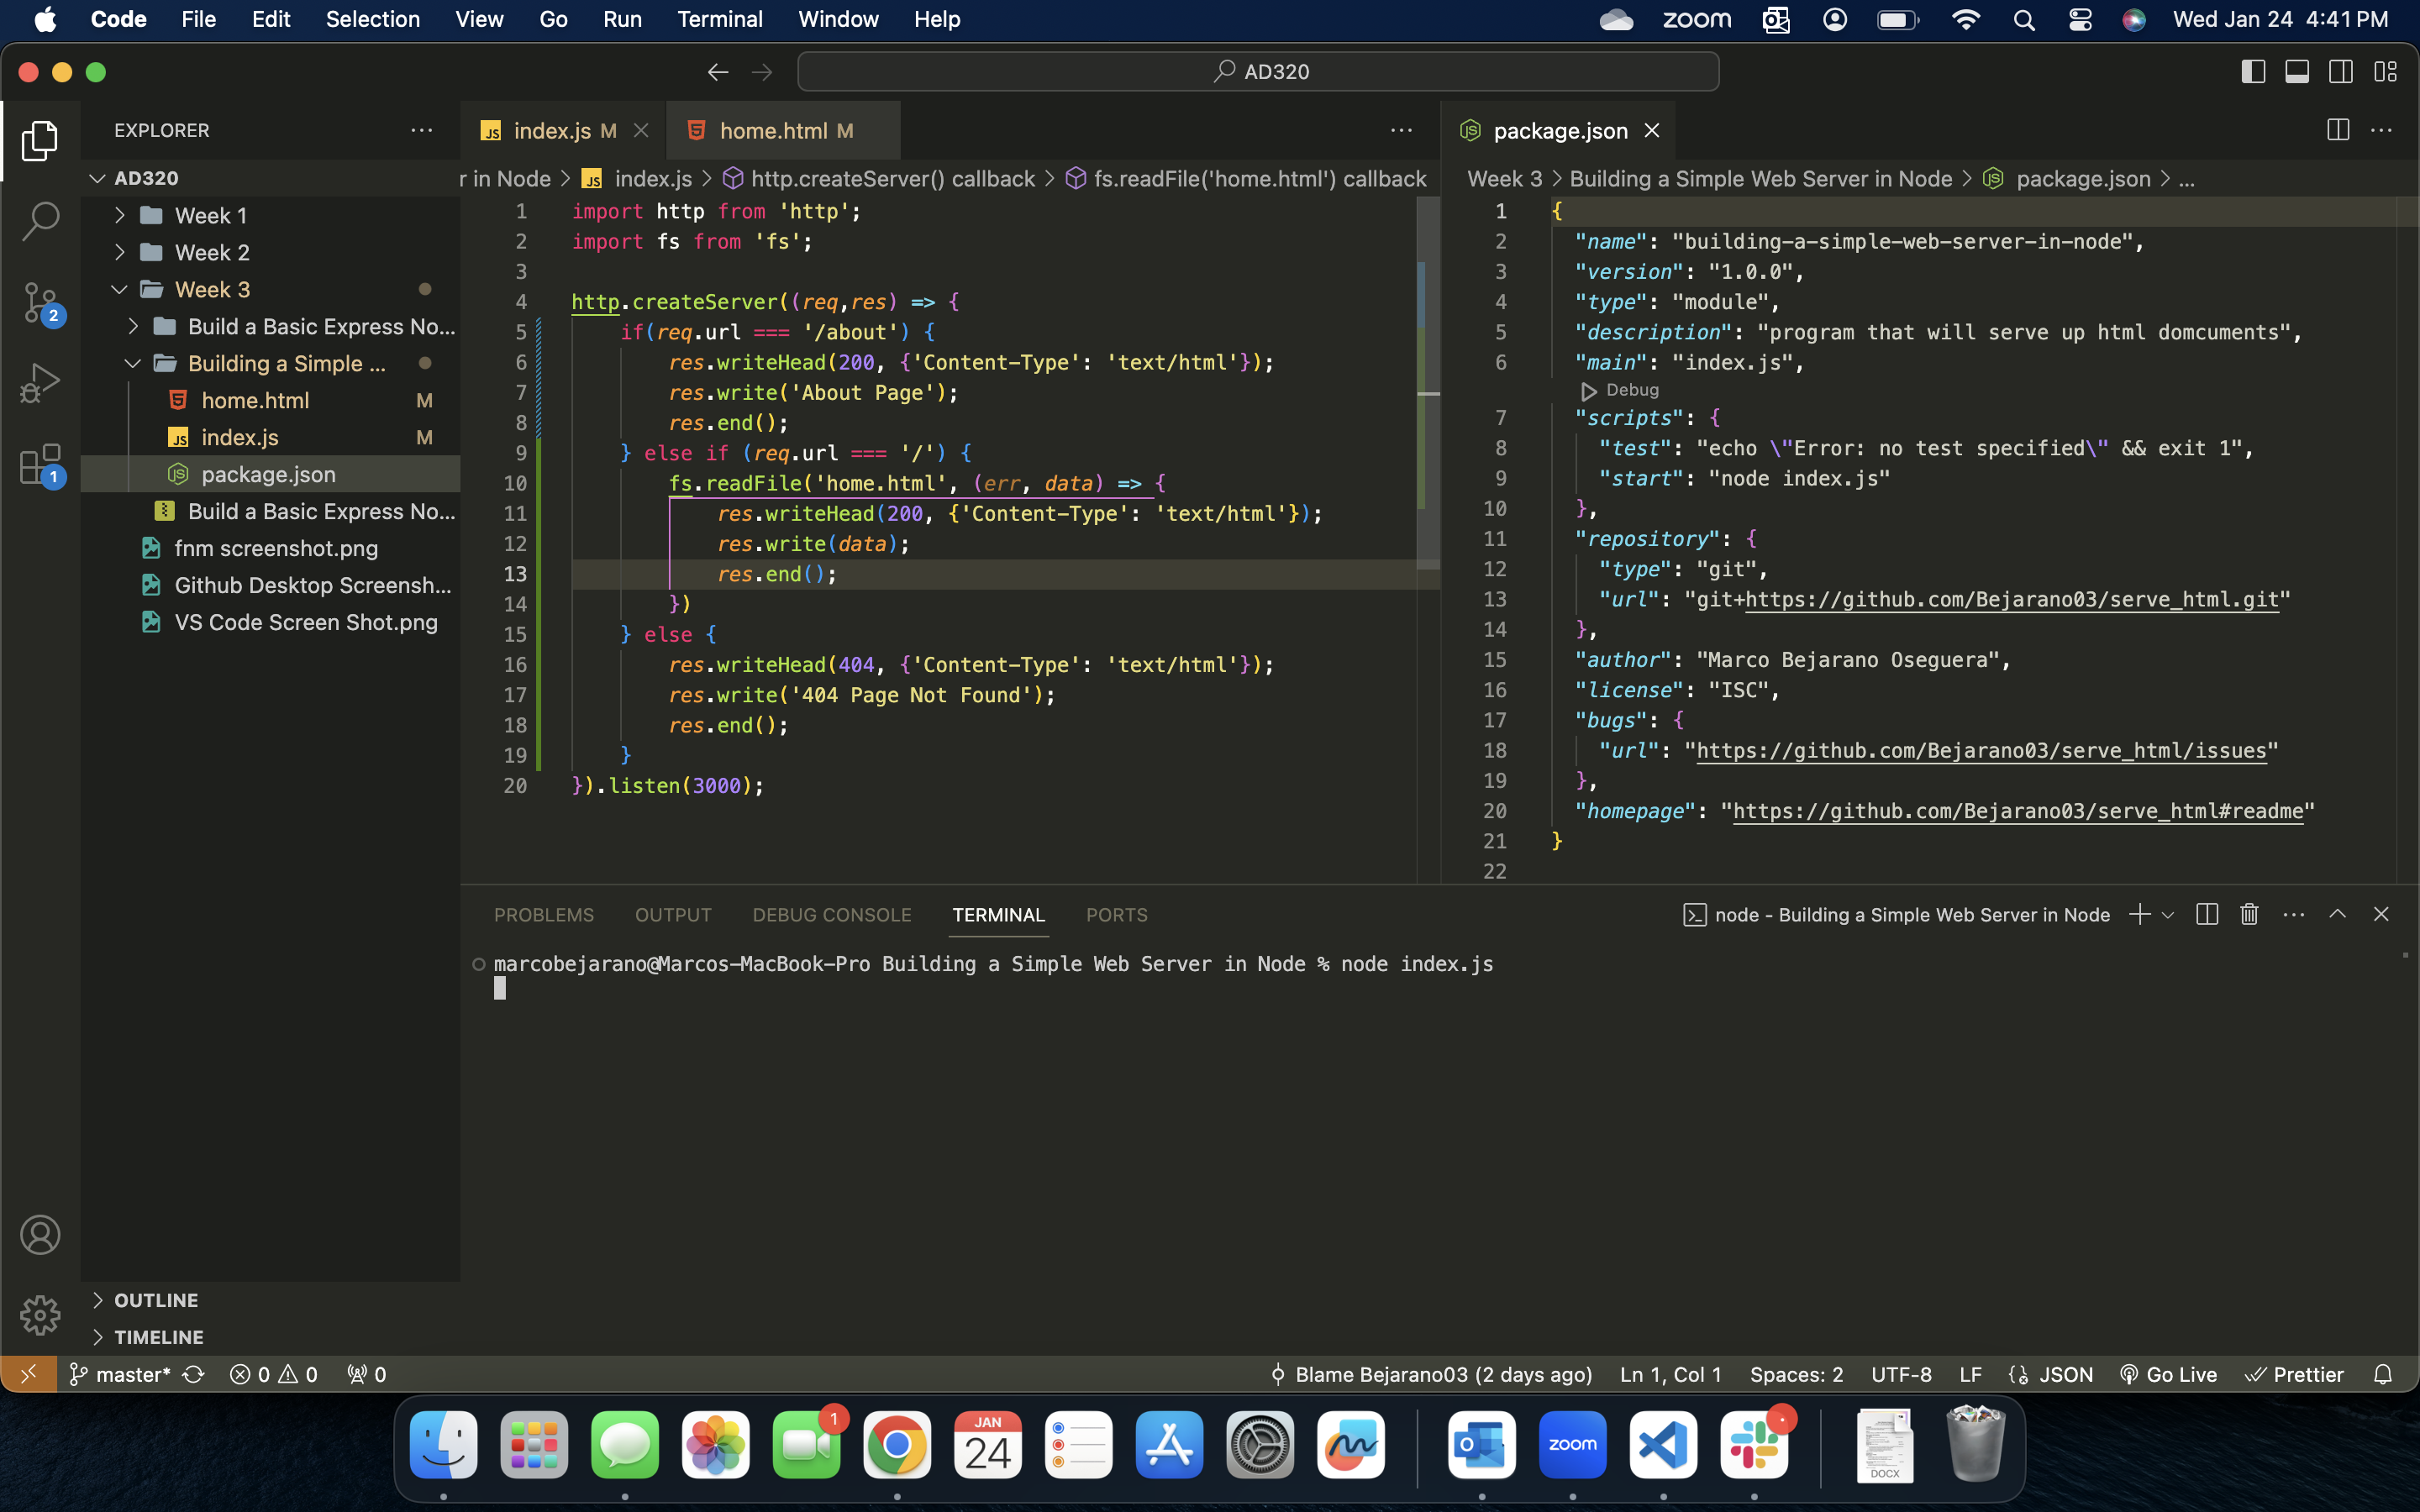 Code File Edit Selection View Go Run Terminal Window Help zoom Wed Jan 24 4:41 PM
AD320
EXPLORER
AD320
Week 1
Week 2
Week 3
Build a Basic Express No...
Building a Simple ...
home.html M
index.js M
package.json
Build a Basic Express No...
fnm screenshot.png
Github Desktop Screensh...
VS Code Screen Shot.png
OUTLINE
TIMELINE
2
1
index.js M home.html M
r in Node > index.js > http.createServer() callback > fs.readFile('home.html') callback
1 import http from 'http';
2 import fs from 'fs';
3
4 http.createServer((req,res) => {
5 if(req.url === '/about') {
6 res.writeHead(200, {'Content-Type': 'text/html'});
7 res.write('About Page');
8 res.end();
9 } else if (req.url === '/') {
10 fs.readFile('home.html', (err, data) => {
11 res.writeHead(200, {'Content-Type': 'text/html'});
12 res.write(data);
13 res.end();
14 })
15 } else {
16 res.writeHead(404, {'Content-Type': 'text/html'});
17 res.write('404 Page Not Found');
18 res.end();
19 }
20 }).listen(3000);
package.json
Week 3 > Building a Simple Web Server in Node > package.json > ...
1 {
2 "name": "building-a-simple-web-server-in-node",
3 "version": "1.0.0",
4 "type": "module",
5 "description": "program that will serve up html domcuments",
6 "main": "index.js",
Debug
7 "scripts": {
8 "test": "echo \"Error: no test specified\" && exit 1",
9 "start": "node index.js"
10 },
11 "repository": {
12 "type": "git",
13 "url": "git+https://github.com/Bejarano03/serve_html.git"
14 },
15 "author": "Marco Bejarano Oseguera",
16 "license": "ISC",
17 "bugs": {
18 "url": "https://github.com/Bejarano03/serve_html/issues"
19 },
20 "homepage": "https://github.com/Bejarano03/serve_html#readme"
21 }
22
PROBLEMS OUTPUT DEBUG CONSOLE TERMINAL PORTS node - Building a Simple Web Server in Node
marcobejarano@Marcos-MacBook-Pro Building a Simple Web Server in Node % node index.js
master* 0 0 0 Blame Bejarano03 (2 days ago) Ln 1, Col 1 Spaces: 2 UTF-8 LF JSON Go Live Prettier
1
JAN
24
zoom
DOCX